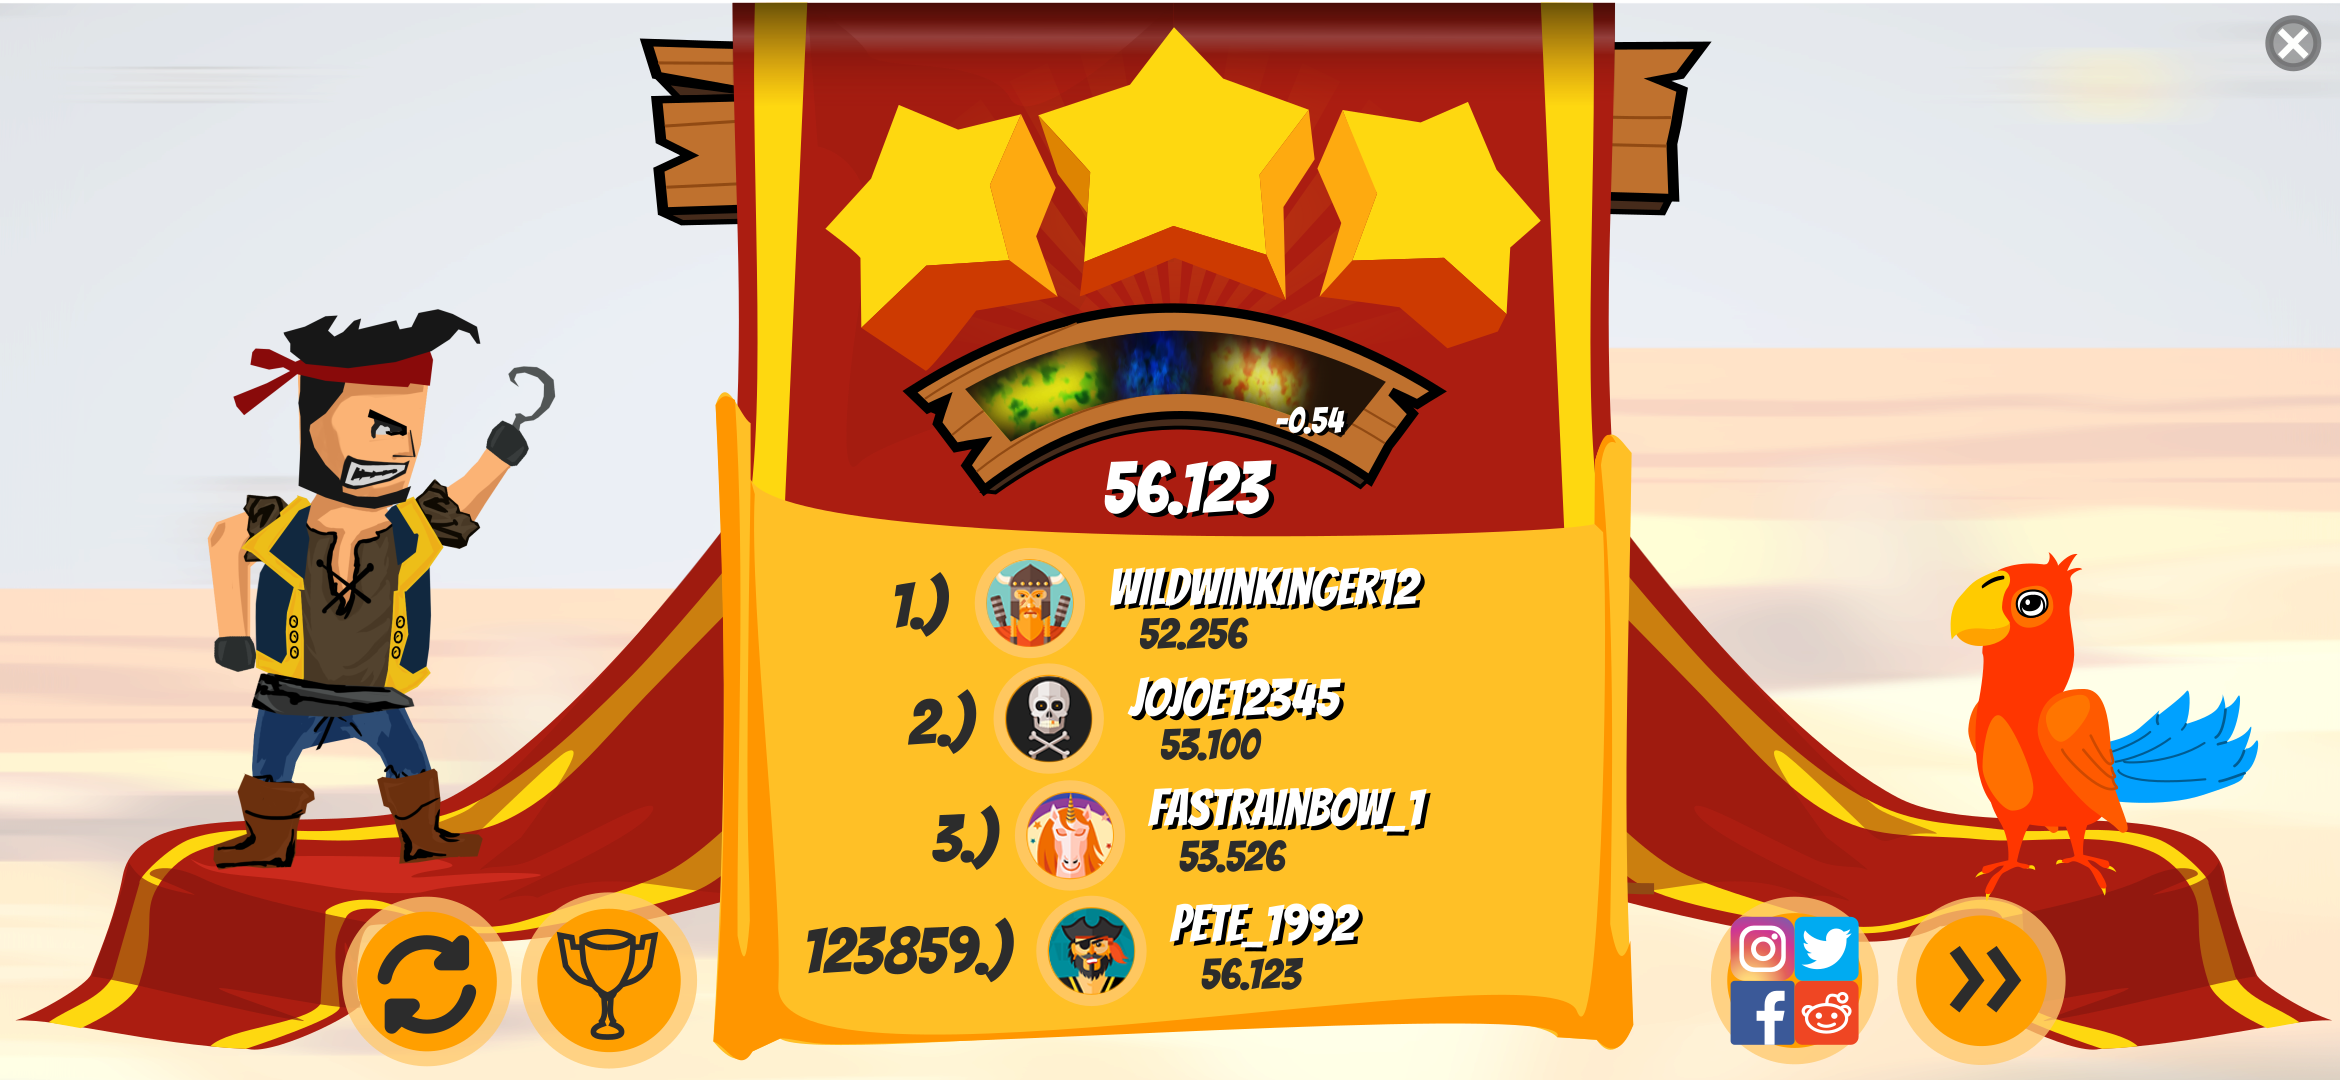 -0.54
56.123
1.) WILDWINKINGER12
52.256
2.) JOJOE12345
53.100
3.) FASTRAINBOW_1
53.526
123859.) PETE_1992
56.123